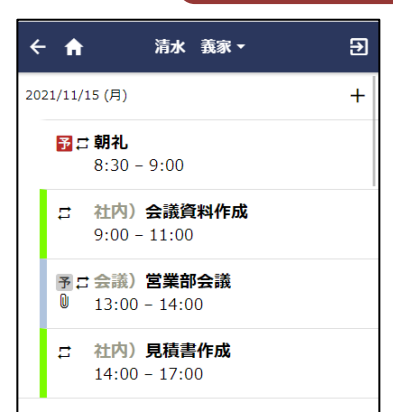 清水 義家
2021/11/15 (月)
予 朝礼
8:30 – 9:00
社内）会議資料作成
9:00 – 11:00
予 会議）営業部会議
13:00 – 14:00
社内）見積書作成
14:00 – 17:00